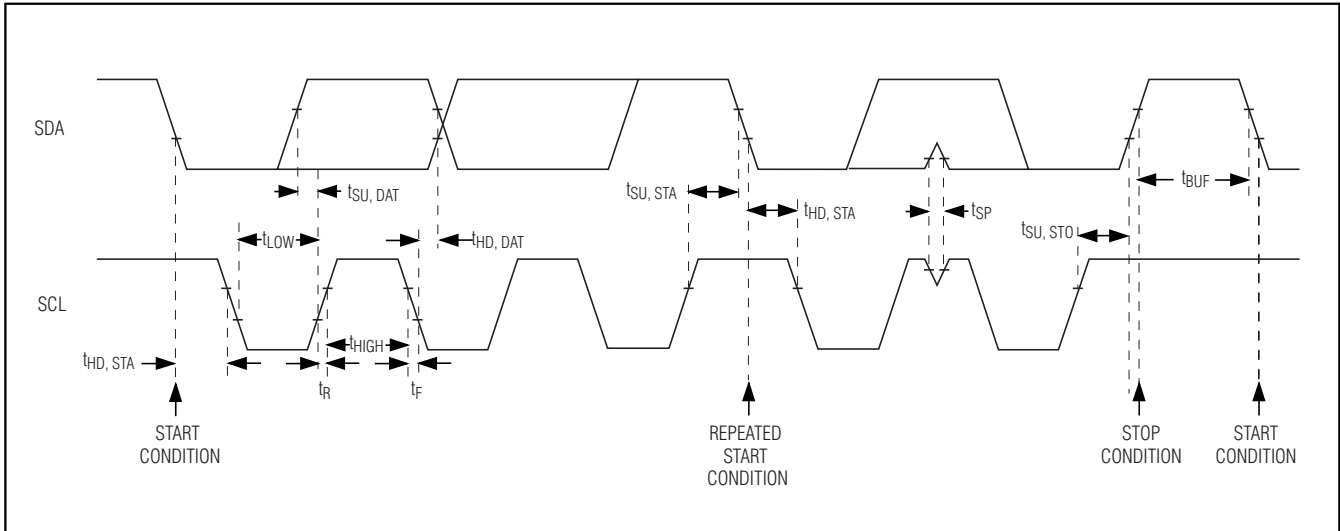 SDA
tSU, DAT
tSU, STA
tHD, STA
tSP
tBUF
tSU, STO
tLOW
tHD, DAT
SCL
tHD, STA
tHIGH
tR
tF
START
CONDITION
REPEATED
START
CONDITION
STOP
CONDITION
START
CONDITION